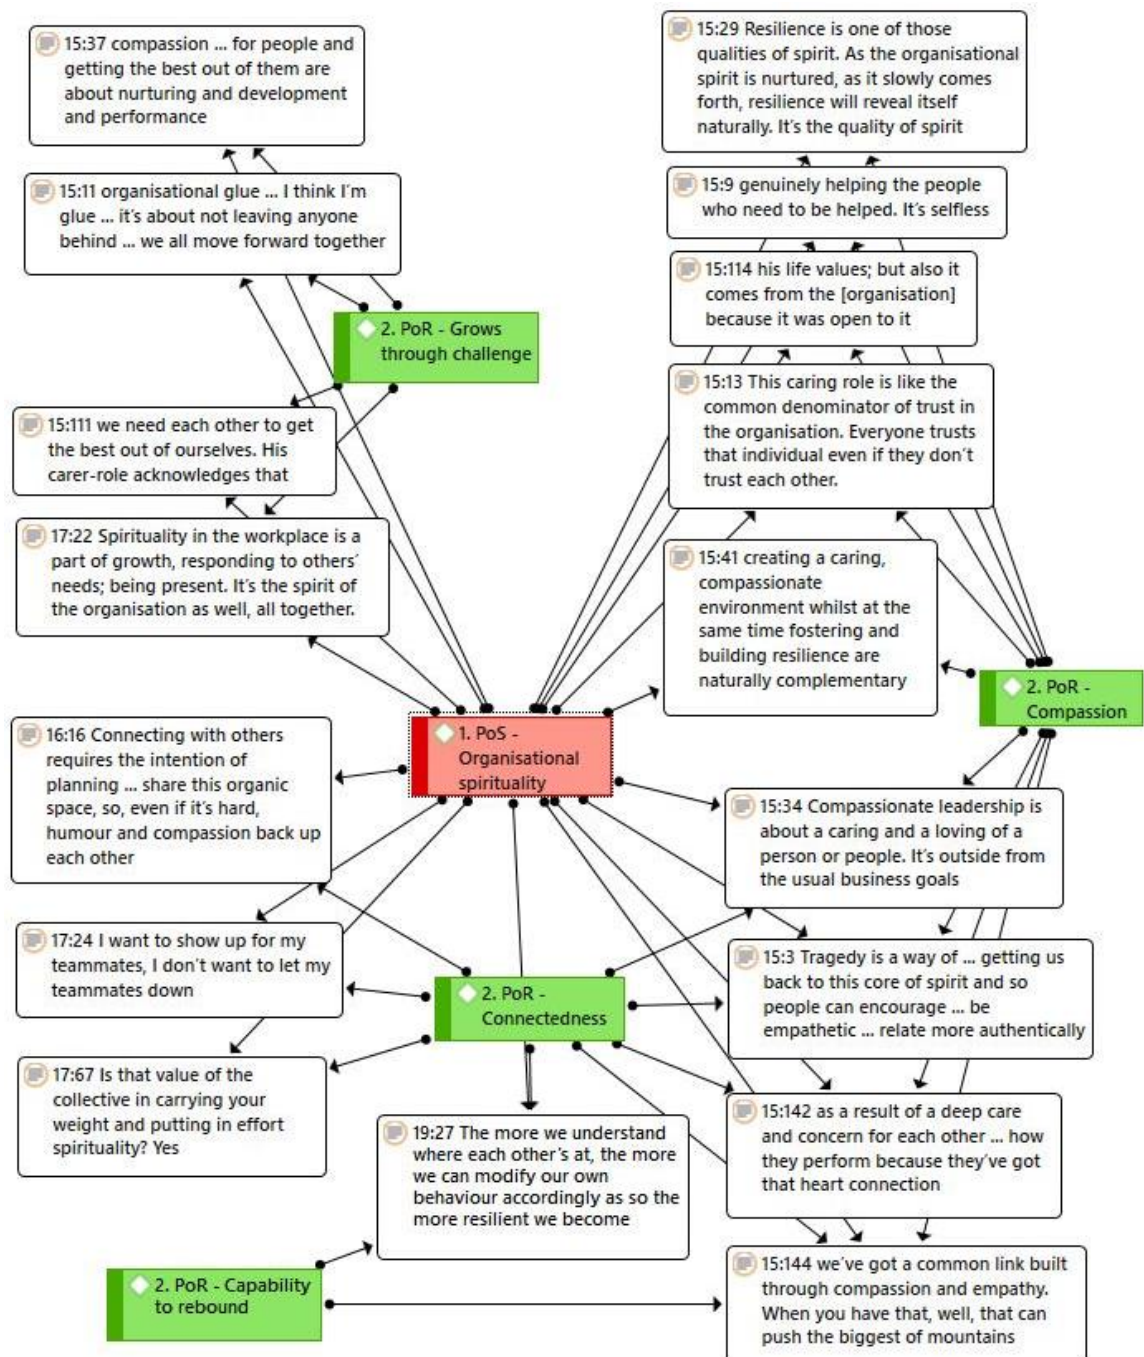 15:37 compassion ... for people and
getting the best out of them are
about nurturing and development
and performance
15:11 organisational glue ... I think I'm
glue ... it's about not leaving anyone
behind ... we all move forward together
2. PoR - Grows
through challenge
15:111 we need each other to get
the best out of ourselves. His
carer-role acknowledges that
17:22 Spirituality in the workplace is a
part of growth, responding to others'
needs; being present. It's the spirit of
the organisation as well, all together.
15:29 Resilience is one of those
qualities of spirit. As the organisational
spirit is nurtured, as it slowly comes
forth, resilience will reveal itself
naturally. It's the quality of spirit
15:9 genuinely helping the people
who need to be helped. It's selfless
15:114 his life values; but also it
comes from the [organisation]
because it was open to it
15:13 This caring role is like the
common denominator of trust in
the organisation. Everyone trusts
that individual even if they don't
trust each other.
15:41 creating a caring,
compassionate
environment whilst at the
same time fostering and
building resilience are
naturally complementary
2. PoR -
Compassion
1. PoS -
Organisational
spirituality
16:16 Connecting with others
requires the intention of
planning ... share this organic
space, so, even if it's hard,
humour and compassion back up
each other
17:24 I want to show up for my
teammates, I don't want to let my
teammates down
17:67 Is that value of the
collective in carrying your
weight and putting in effort
spirituality? Yes
2. PoR -
Connectedness
19:27 The more we understand
where each other's at, the more
we can modify our own
behaviour accordingly as so the
more resilient we become
2. PoR - Capability
to rebound
15:34 Compassionate leadership is
about a caring and a loving of a
person or people. It's outside from
the usual business goals
15:3 Tragedy is a way of ... getting us
back to this core of spirit and so
people can encourage ... be
empathetic ... relate more authentically
15:142 as a result of a deep care
and concern for each other ... how
they perform because they've got
that heart connection
15:144 we've got a common link built
through compassion and empathy.
When you have that, well, that can
push the biggest of mountains